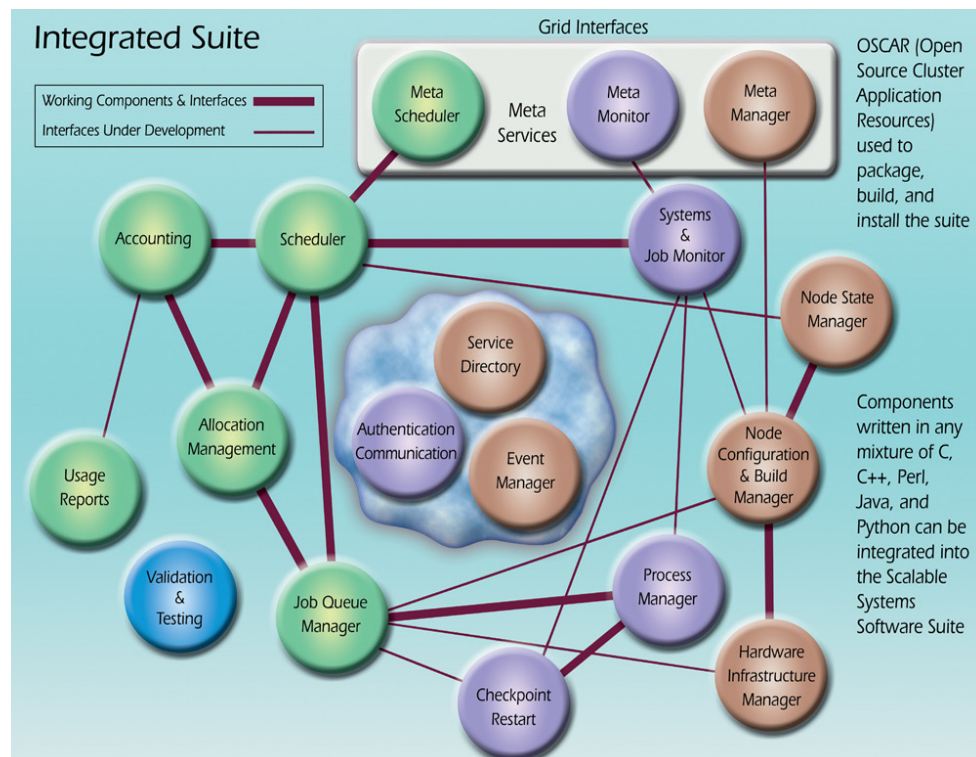 Integrated Suite
Working Components & Interfaces
Interfaces Under Development
Grid Interfaces
Meta
Scheduler
Meta
Services
Meta
Monitor
Meta
Manager
OSCAR (Open
Source Cluster
Application
Resources)
used to
package,
build, and
install the suite
Accounting
Scheduler
Systems
&
Job Monitor
Node State
Manager
Service
Directory
Authentication
Communication
Event
Manager
Allocation
Management
Usage
Reports
Node
Configuration
& Build
Manager
Components
written in any
mixture of C,
C++, Perl,
Java, and
Python can be
integrated into
the Scalable
Systems
Software Suite
Validation
&
Testing
Job Queue
Manager
Process
Manager
Checkpoint
Restart
Hardware
Infrastructure
Manager